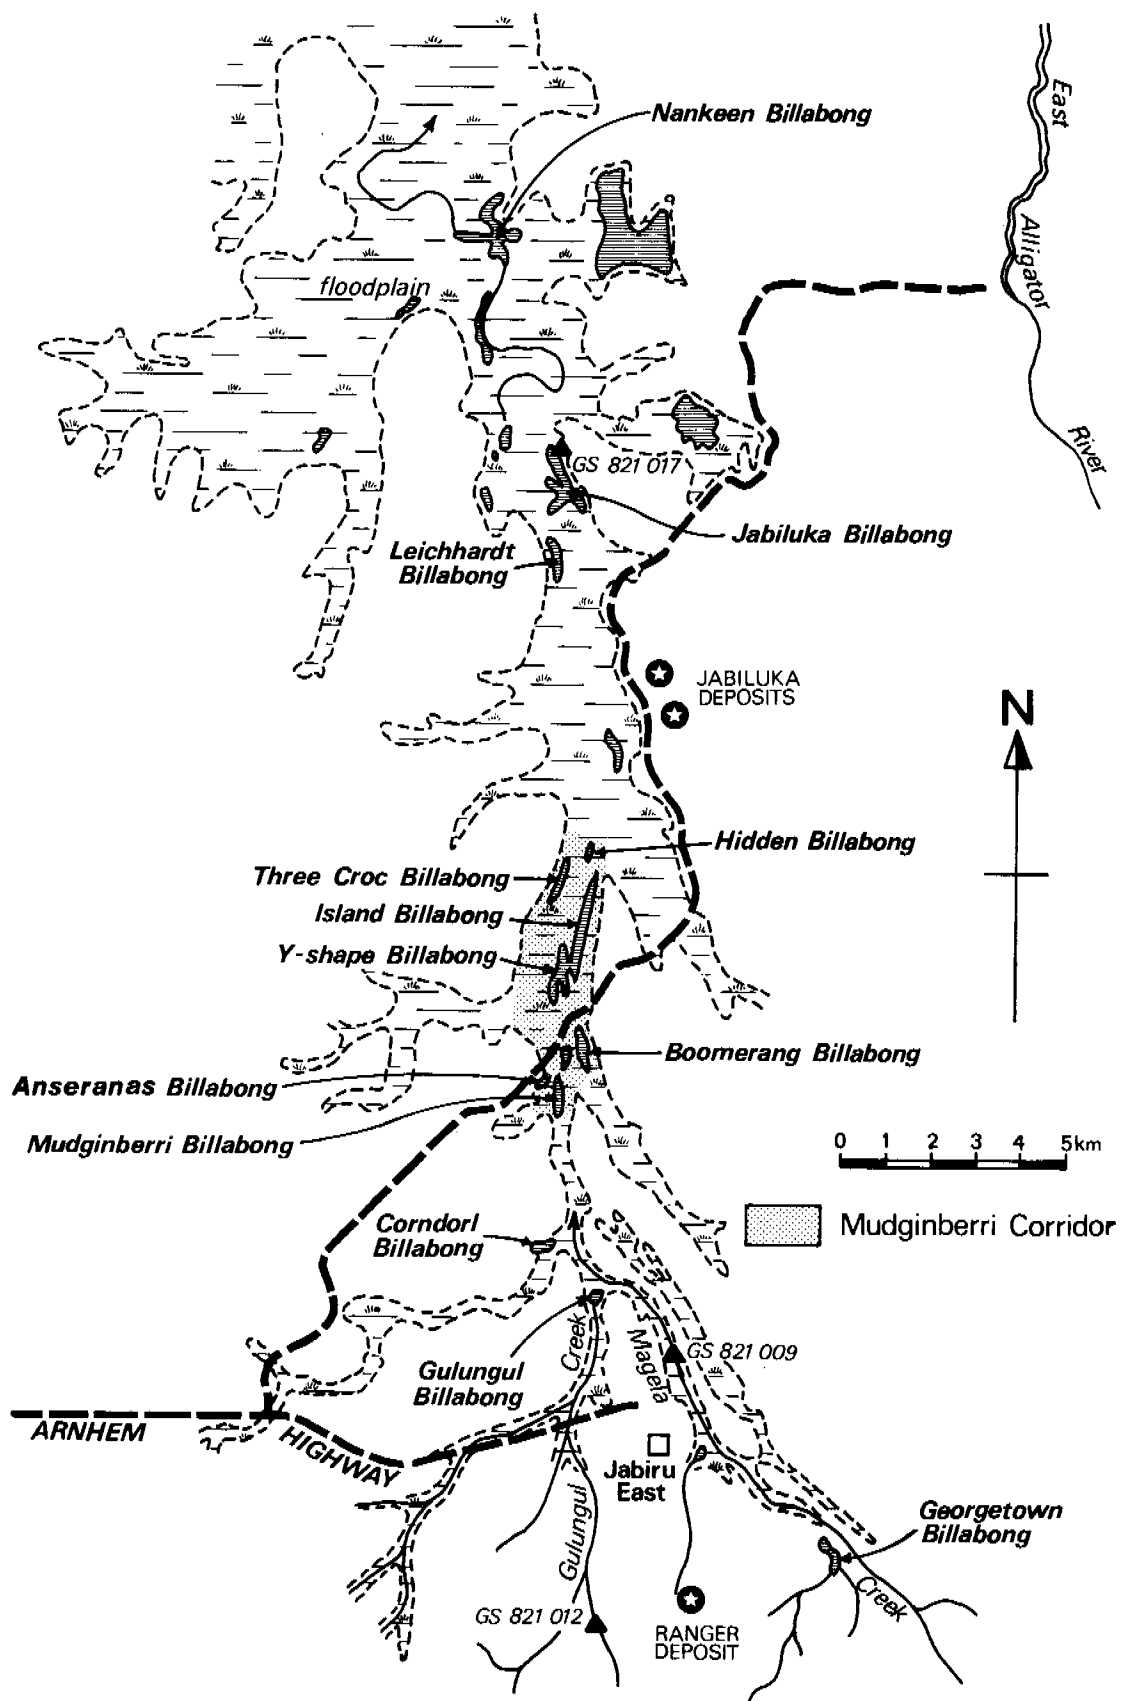 East
Alligator
River
Nankeen Billabong
floodplain
GS 821 017
Jabiluka Billabong
Leichhardt
Billabong
JABILUKA
DEPOSITS
N
Hidden Billabong
Three Croc Billabong
Island Billabong
Y-shape Billabong
Boomerang Billabong
Anseranas Billabong
Mudginberri Billabong
0 1 2 3 4 5km
Mudginberri Corridor
Corndorl
Billabong
Creek
Magela
GS 821 009
Gulungul
Billabong
ARNHEM
HIGHWAY
Jabiru
East
Gulungul
Georgetown
Billabong
Creek
GS 821 012
RANGER
DEPOSIT